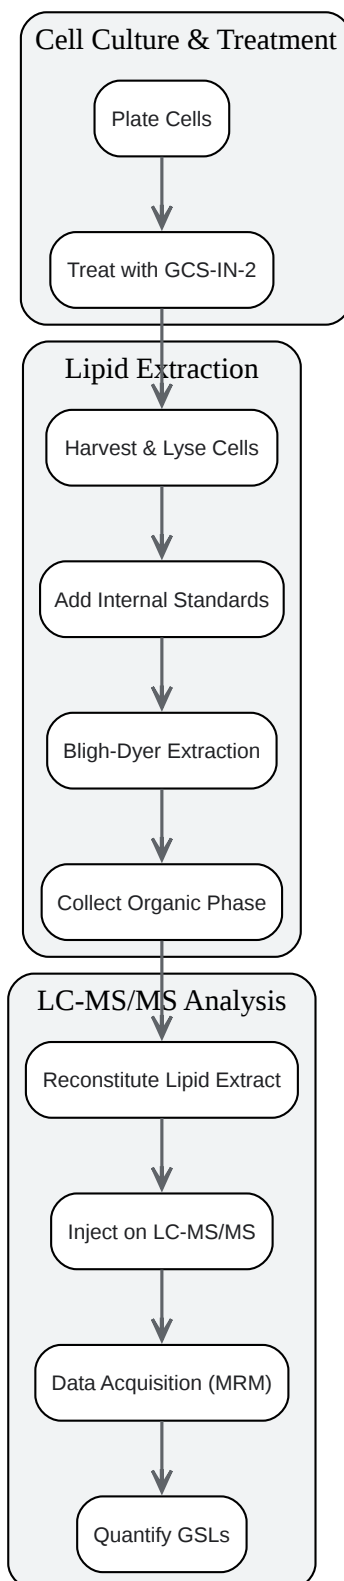 Cell Culture & Treatment
Plate Cells
Treat with GCS-IN-2
Lipid Extraction
Harvest & Lyse Cells
Add Internal Standards
Bligh-Dyer Extraction
Collect Organic Phase
LC-MS/MS Analysis
Reconstitute Lipid Extract
Inject on LC-MS/MS
Data Acquisition (MRM)
Quantify GSLs